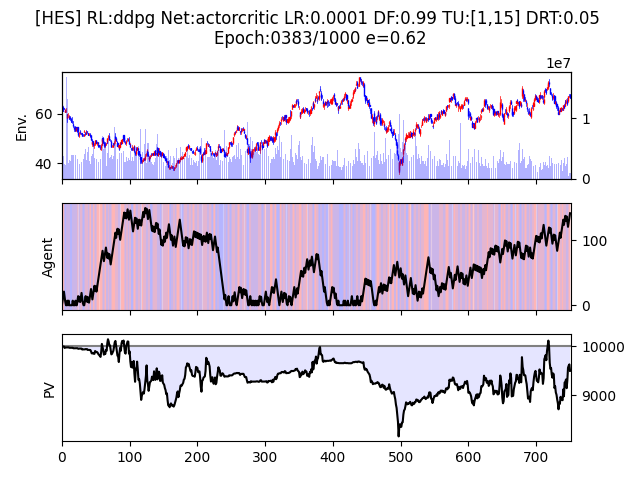 [HES] RL:ddpg Net:actorcritic LR:0.0001 DF:0.99 TU:[1,15] DRT:0.05
Epoch:0383/1000 e=0.62
1e7
Env.
60
40
1
0
Agent
100
0
PV
10000
9000
0 100 200 300 400 500 600 700